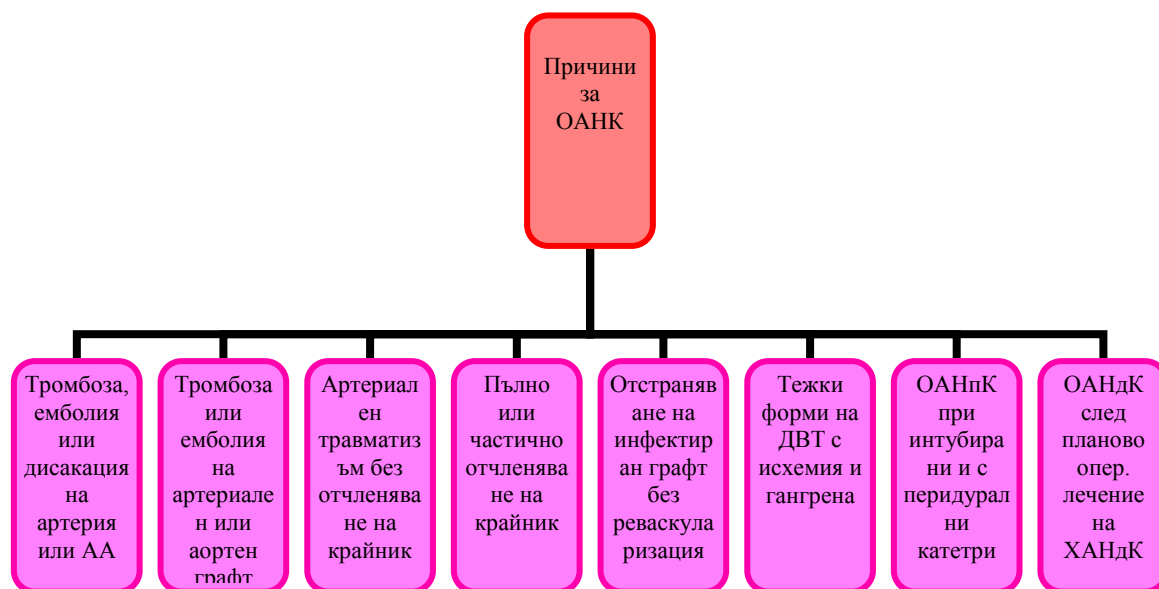 Причини
за
ОАНК
Тромбоза,
емболия
или
дисакация
на
артерия
или АА
Тромбоза
или
емболия
на
артериале
н или
аортен
графт
Артериал
ен
травматиз
ъм без
отчленява
не на
крайник
Пълно
или
частично
отчленява
не на
крайник
Отстраняв
ане на
инфектир
ан графт
без
реваскула
ризация
Тежки
форми на
ДВТ с
исхемия и
гангрена
ОАНпК
при
интубира
ни и с
перидурал
ни
катетри
ОАНдК
след
планово
опер.
лечение
на
ХАНдК